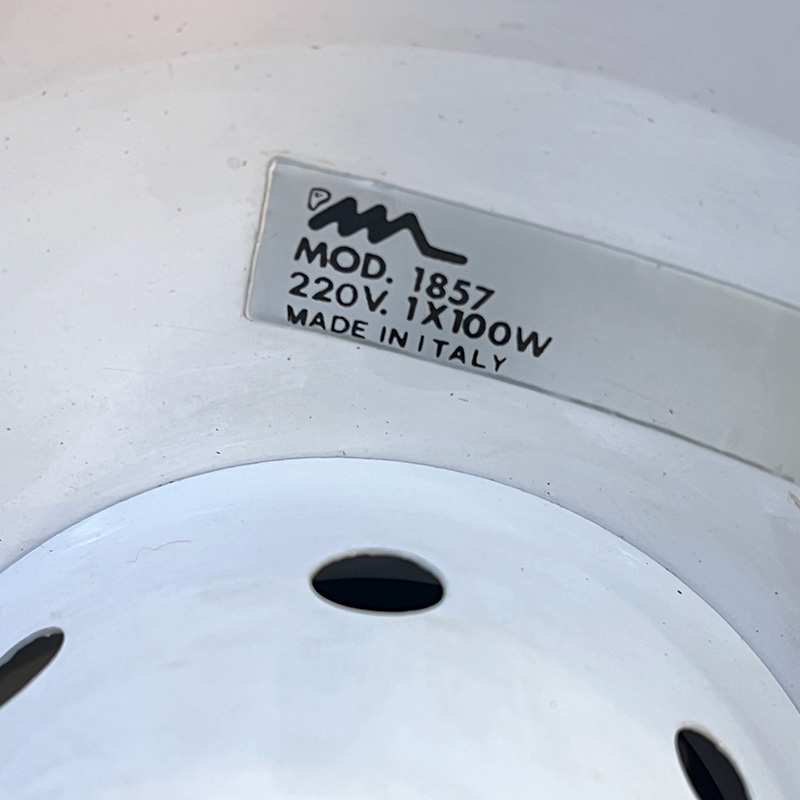 P
MOD. 1857
220V. 1X100W
MADE IN ITALY